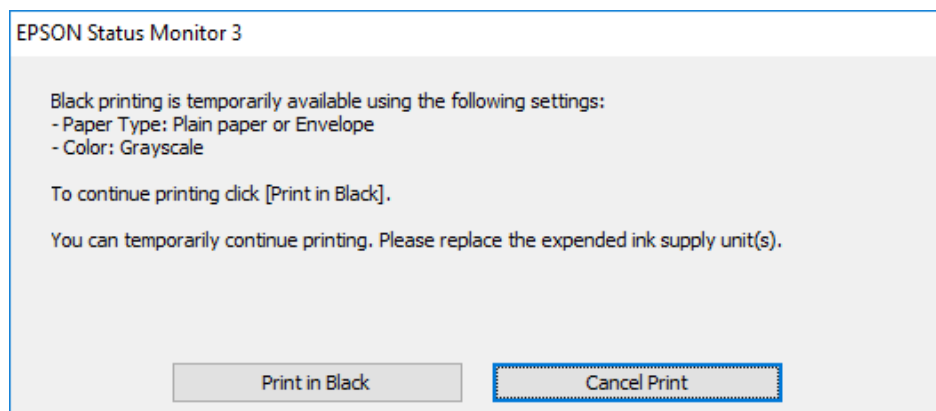 EPSON Status Monitor 3
Black printing is temporarily available using the following settings:
- Paper Type: Plain paper or Envelope
- Color: Grayscale
To continue printing click [Print in Black].
You can temporarily continue printing. Please replace the expended ink supply unit(s).
Print in Black
Cancel Print